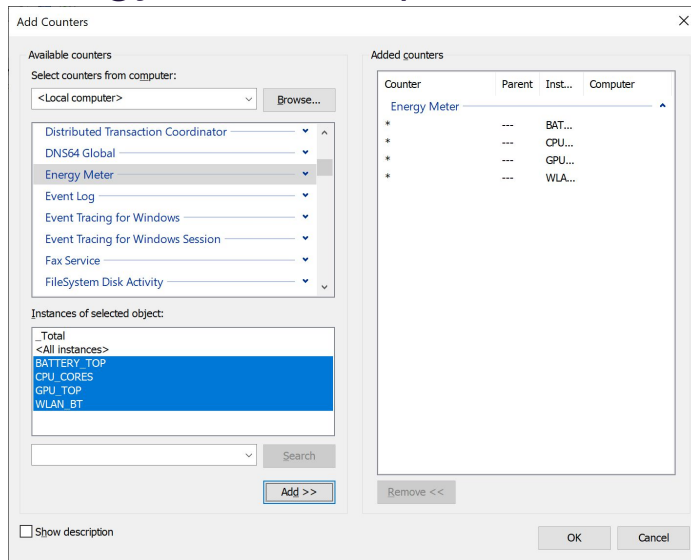 Add Counters
Available counters
Select counters from computer:
<Local computer>
Browse...
Distributed Transaction Coordinator
DNS64 Global
Energy Meter
Event Log
Event Tracing for Windows
Event Tracing for Windows Session
Fax Service
FileSystem Disk Activity
Instances of selected object:
_Total
<All instances>
BATTERY_TOP
CPU_CORES
GPU_TOP
WLAN_BT
Search
Add >>
Show description
Added counters
Counter Parent Inst... Computer
Energy Meter
* --- BAT...
* --- CPU...
* --- GPU...
* --- WLA...
Remove <<
OK Cancel